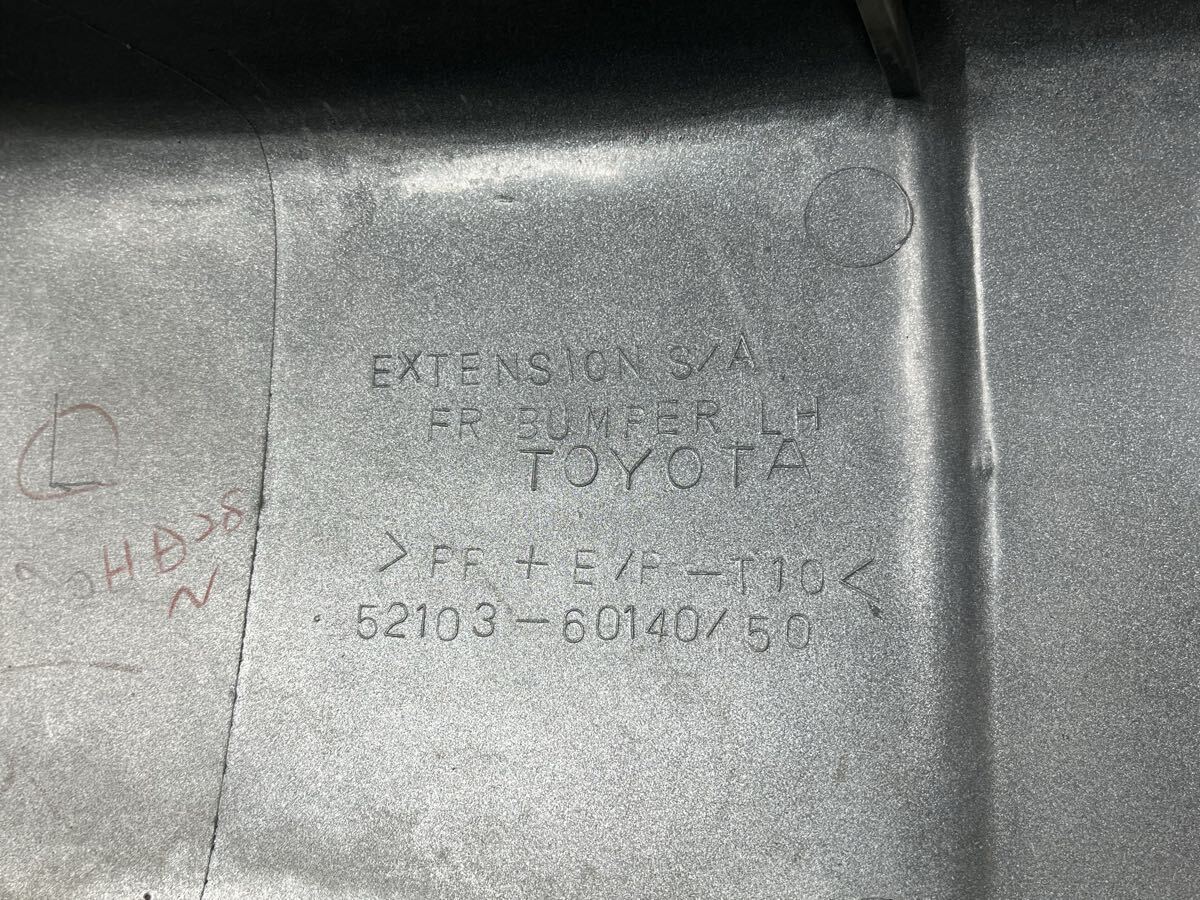 EXTENSION S/A
FR BUMPER LH
TOYOTA
>PP + E/P -T10<
52103-60140/50
L